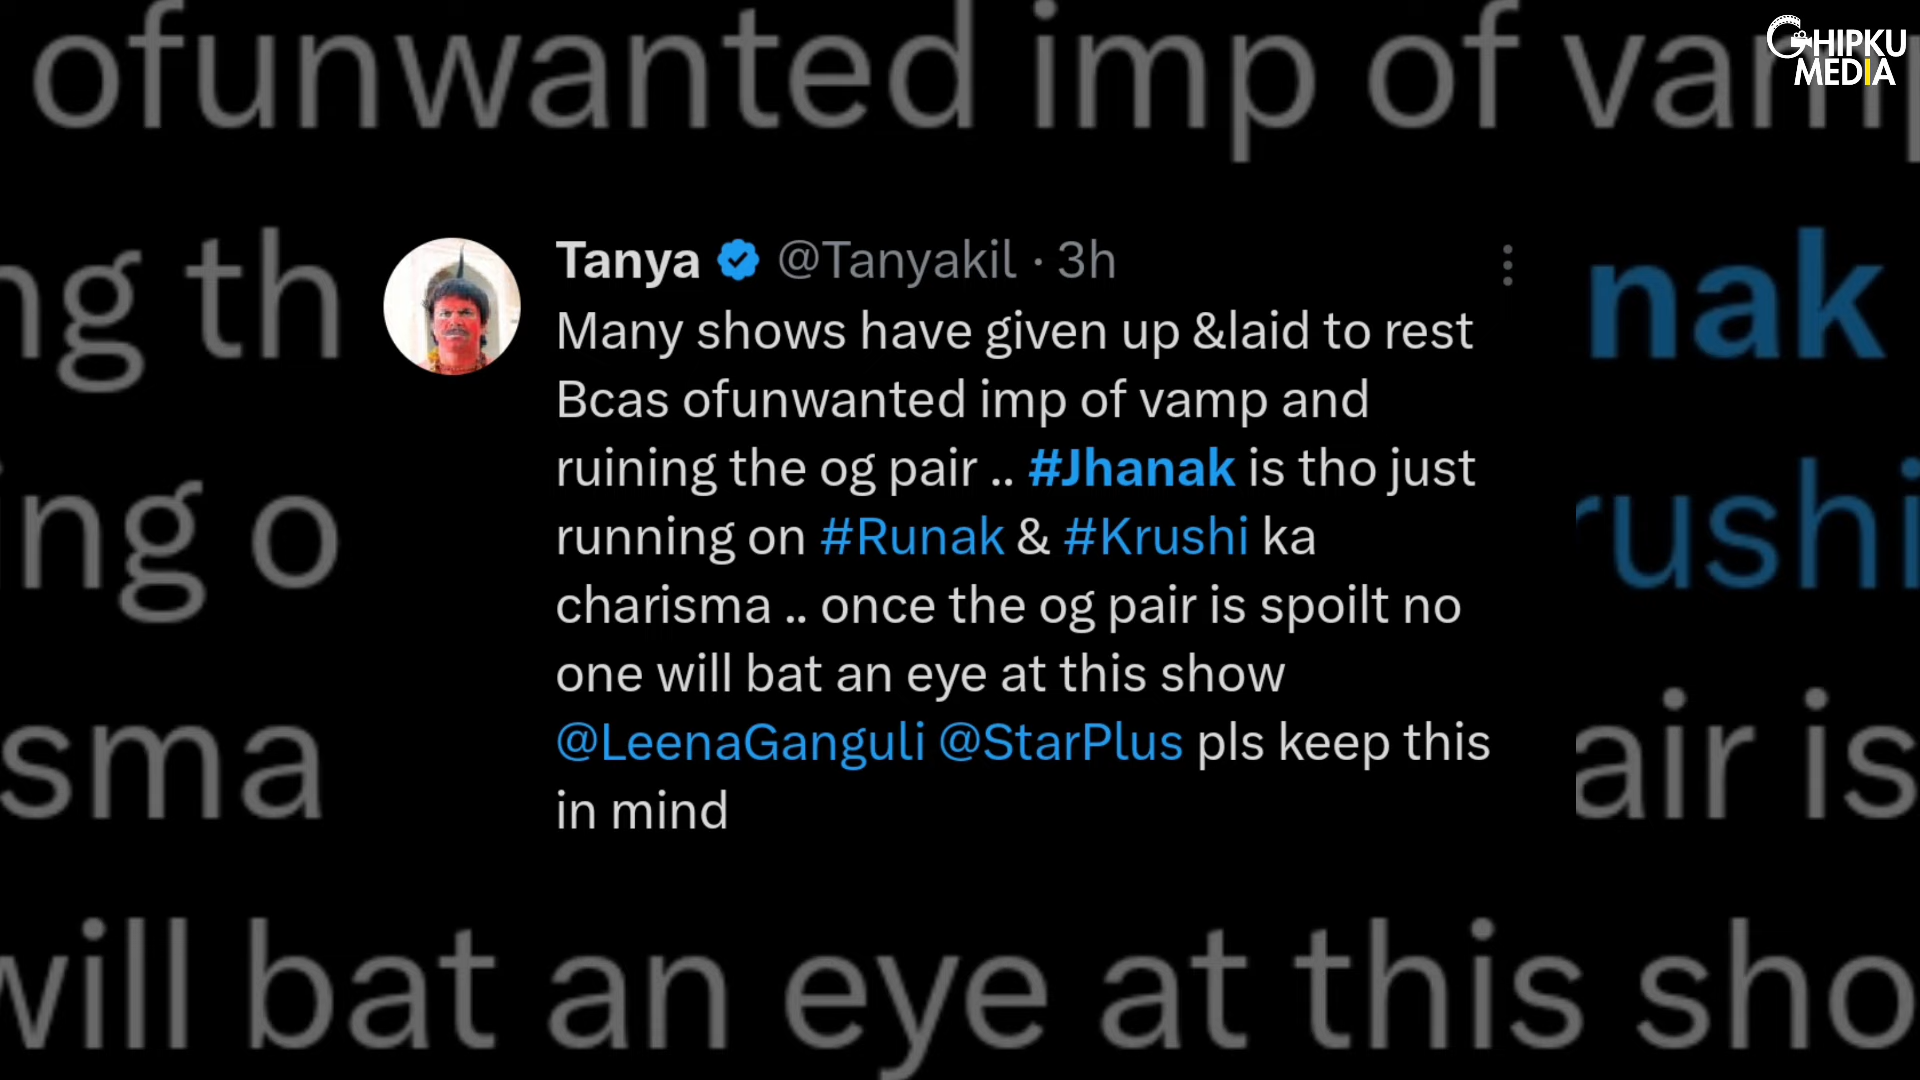 ofunwanted imp of vamp
GHIPKU
MEDIA
ng th
nak
Tanya @Tanyakil · 3h
Many shows have given up &laid to rest
Bcas ofunwanted imp of vamp and
ruining the og pair .. #Jhanak is tho just
running on #Runak & #Krushi ka
charisma .. once the og pair is spoilt no
one will bat an eye at this show
@LeenaGanguli @StarPlus pls keep this
in mind
ing o
rushi
sma
air is
will bat an eye at this sho